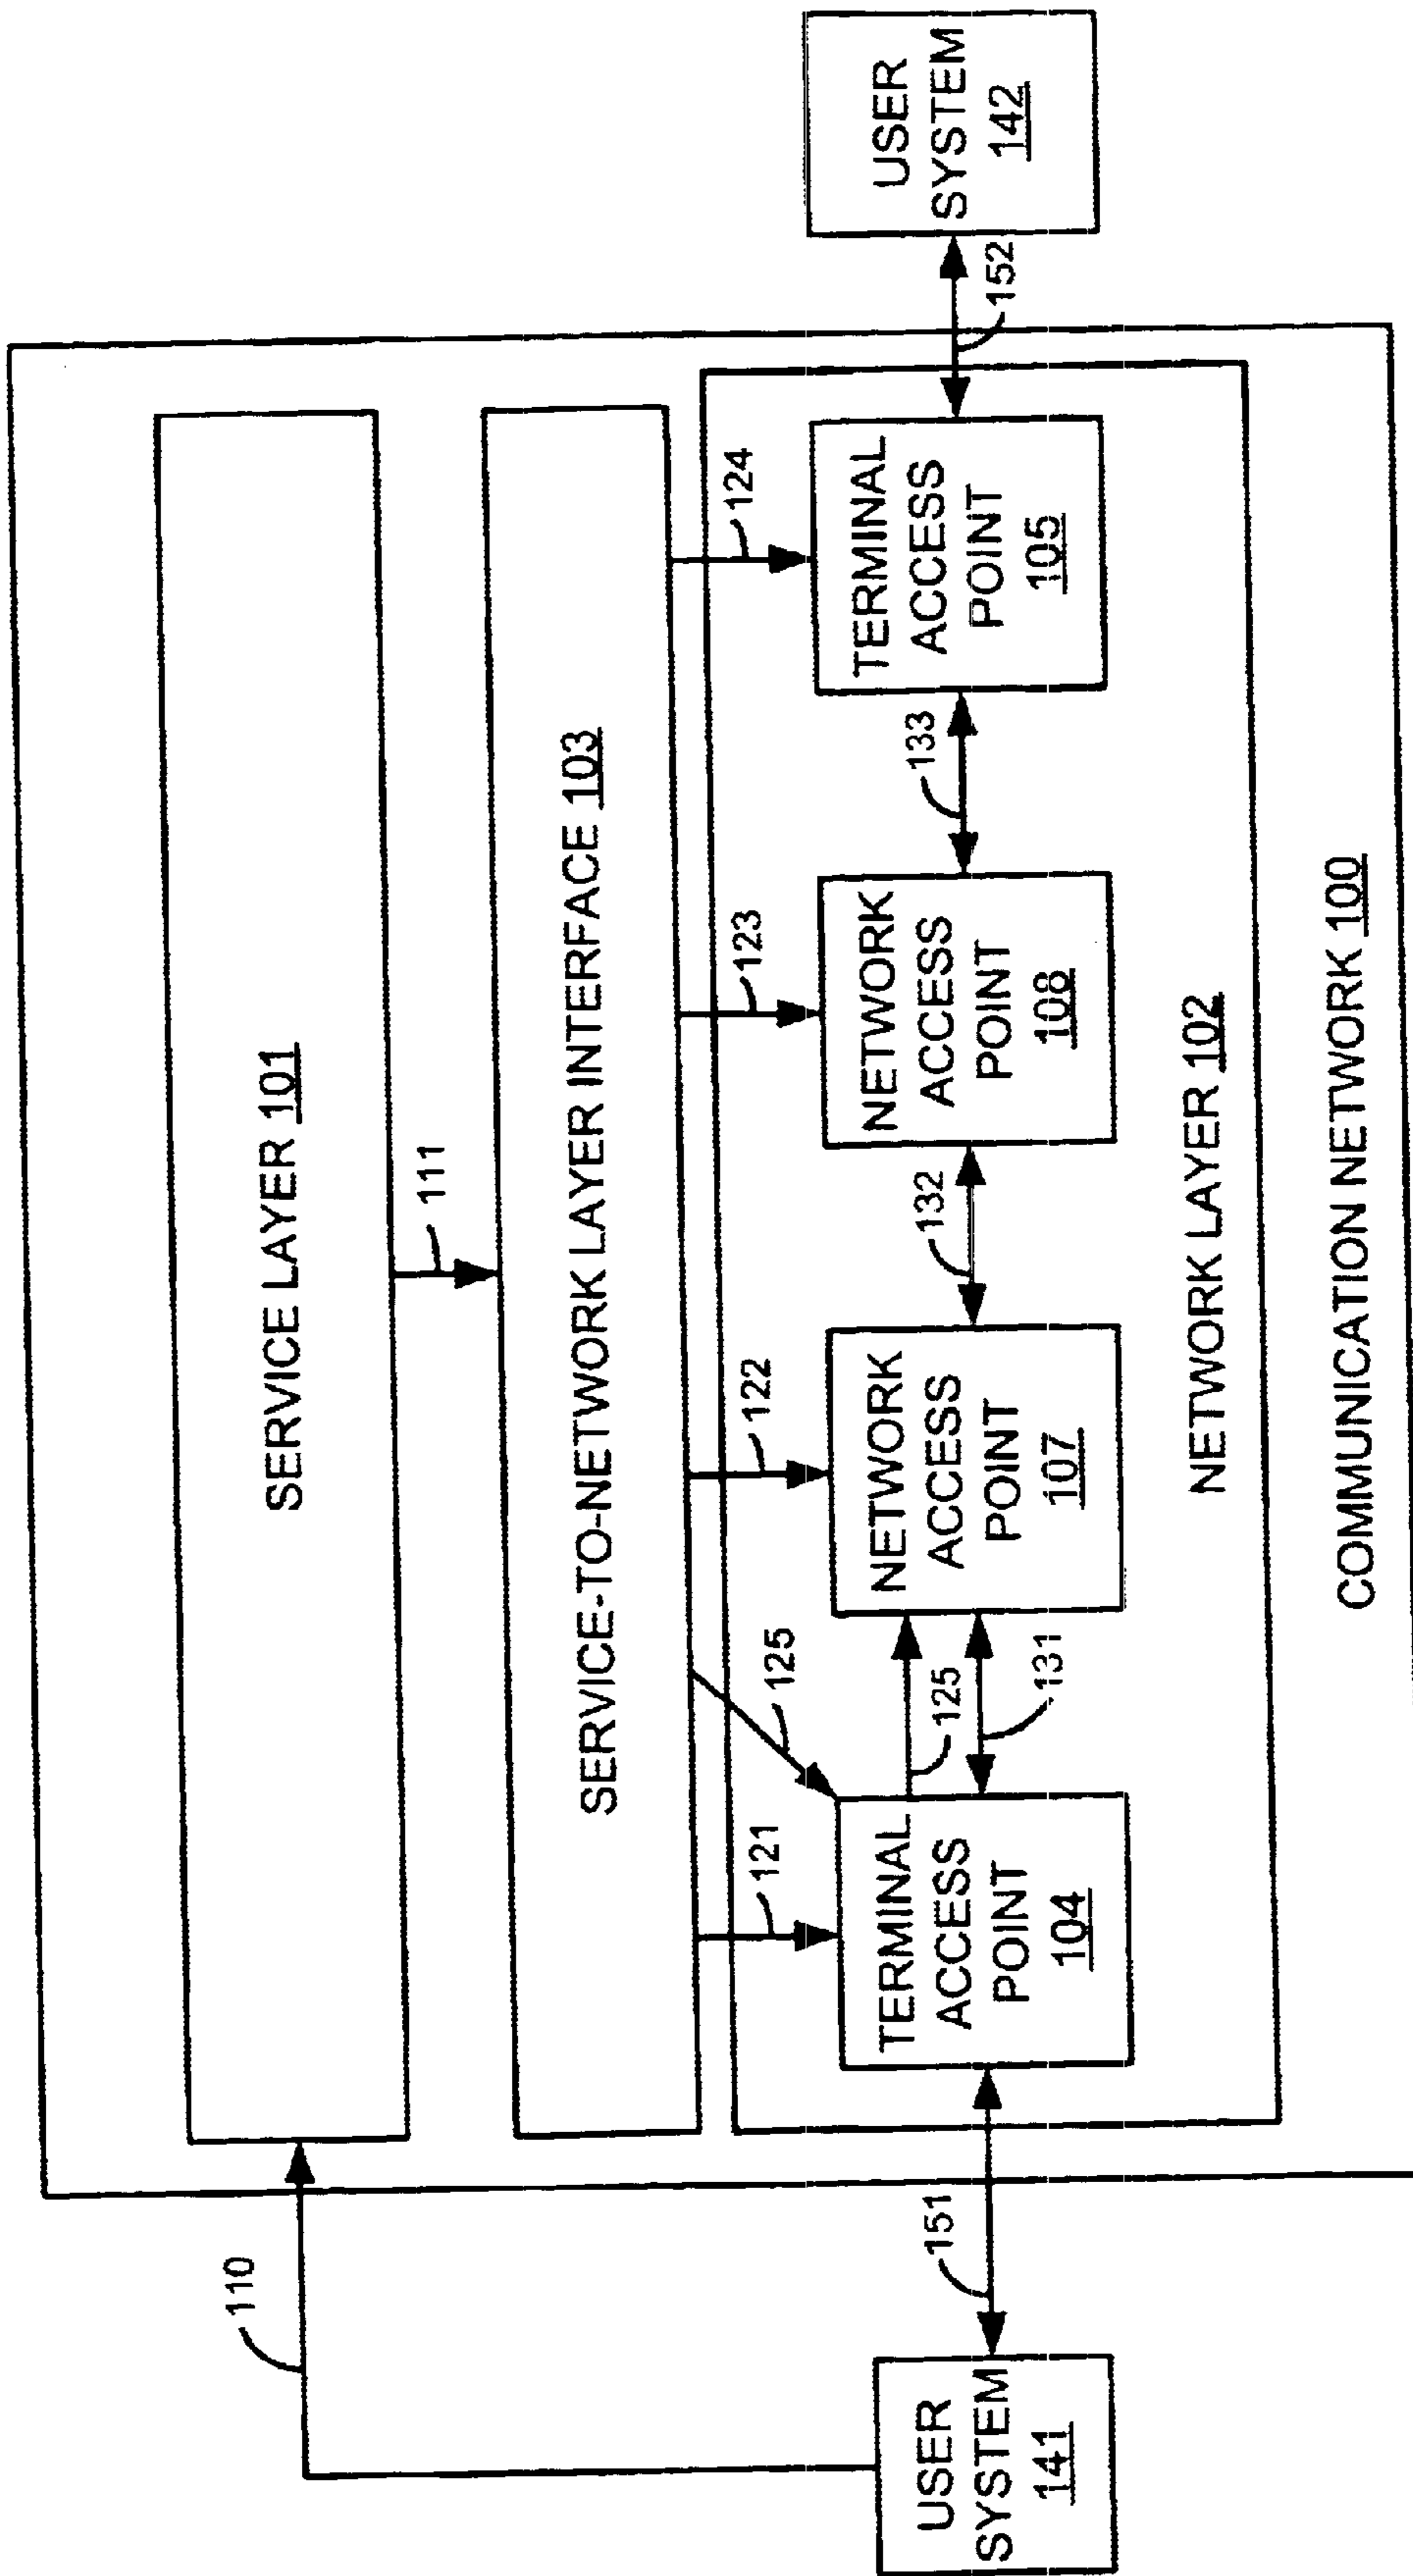 110
SERVICE LAYER 101
111
SERVICE-TO-NETWORK LAYER INTERFACE 103
121
125
122
123
124
USER
SYSTEM
141
151
TERMINAL
ACCESS
POINT
104
125
131
NETWORK
ACCESS
POINT
107
132
NETWORK
ACCESS
POINT
108
133
TERMINAL
ACCESS
POINT
105
152
USER
SYSTEM
142
NETWORK LAYER 102
COMMUNICATION NETWORK 100